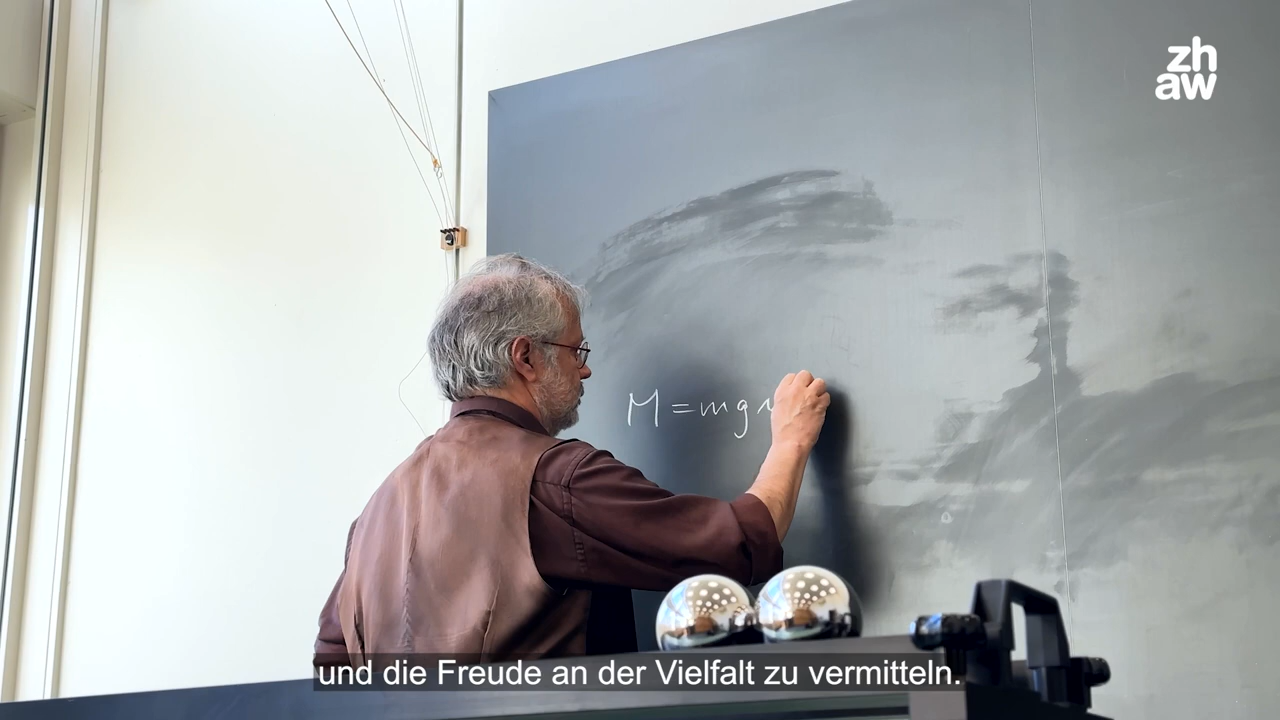 zh
aw
M = mg
und die Freude an der Vielfalt zu vermitteln.